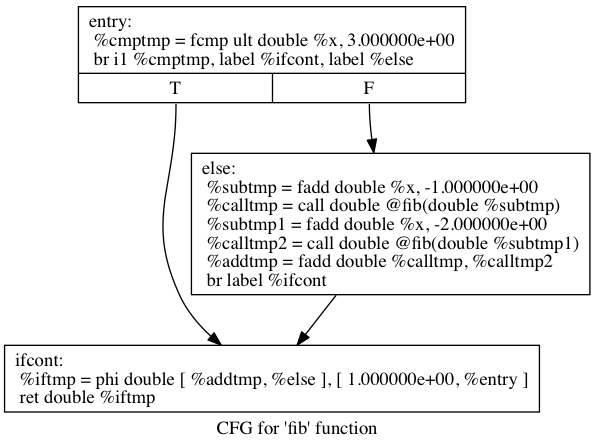 entry:
%cmptmp = fcmp ult double %x, 3.000000e+00
br i1 %cmptmp, label %ifcont, label %else
T
F
else:
%subtmp = fadd double %x, -1.000000e+00
%calltmp = call double @fib(double %subtmp)
%subtmp1 = fadd double %x, -2.000000e+00
%calltmp2 = call double @fib(double %subtmp1)
%addtmp = fadd double %calltmp, %calltmp2
br label %ifcont
ifcont:
%iftmp = phi double [ %addtmp, %else ], [ 1.000000e+00, %entry ]
ret double %iftmp
CFG for 'fib' function